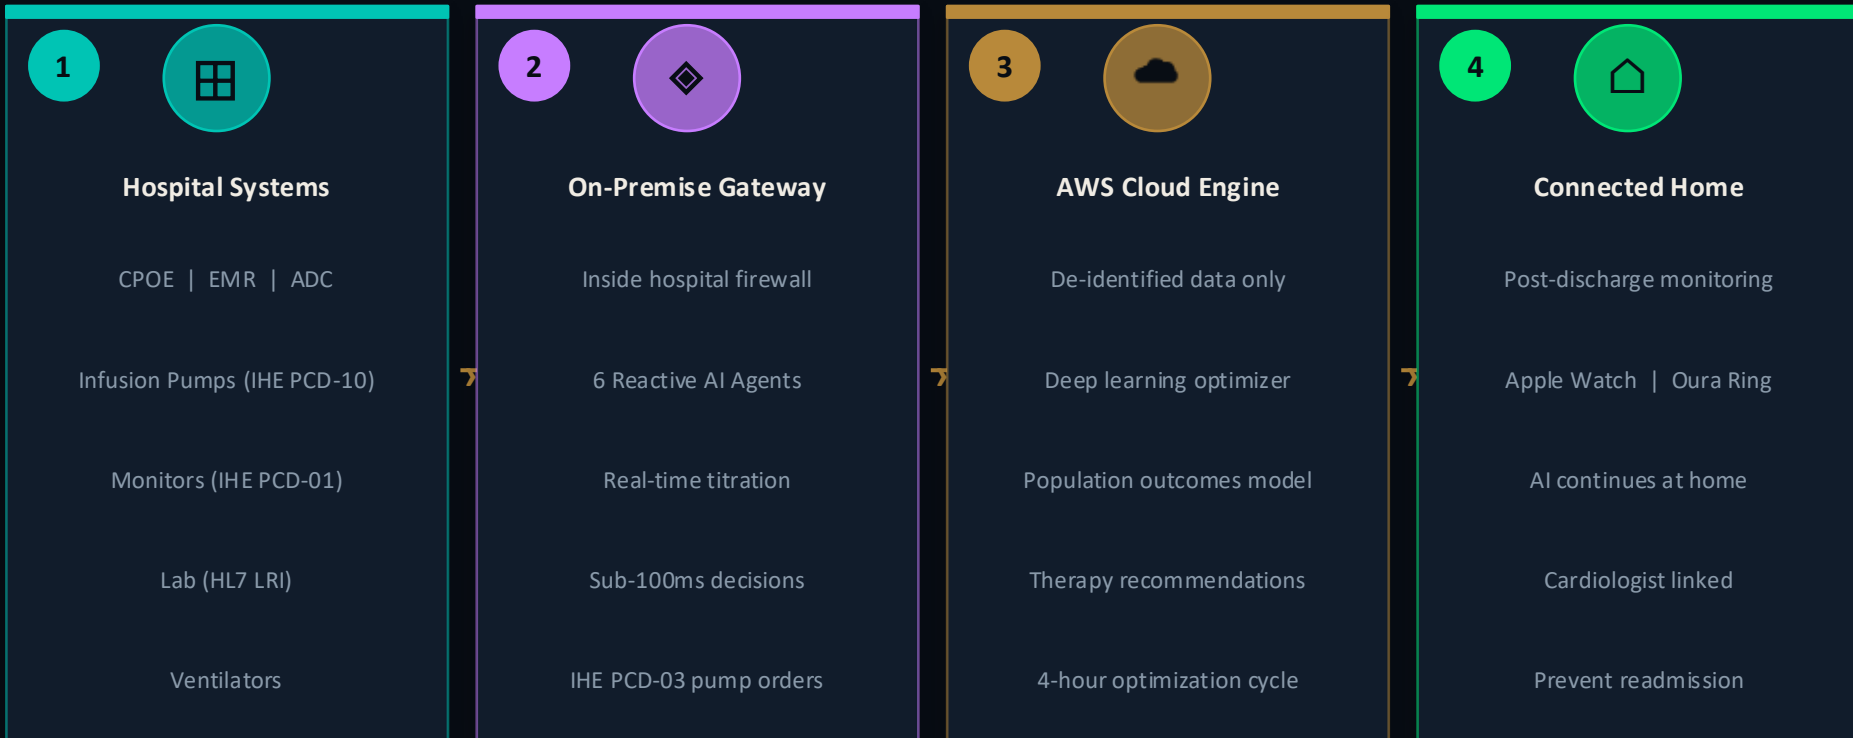 1
Hospital Systems
CPOE | EMR | ADC
Infusion Pumps (IHE PCD-10)
Monitors (IHE PCD-01)
Lab (HL7 LRI)
Ventilators
2
On-Premise Gateway
Inside hospital firewall
6 Reactive AI Agents
Real-time titration
Sub-100ms decisions
IHE PCD-03 pump orders
3
AWS Cloud Engine
De-identified data only
Deep learning optimizer
Population outcomes model
Therapy recommendations
4-hour optimization cycle
4
Connected Home
Post-discharge monitoring
Apple Watch | Oura Ring
AI continues at home
Cardiologist linked
Prevent readmission